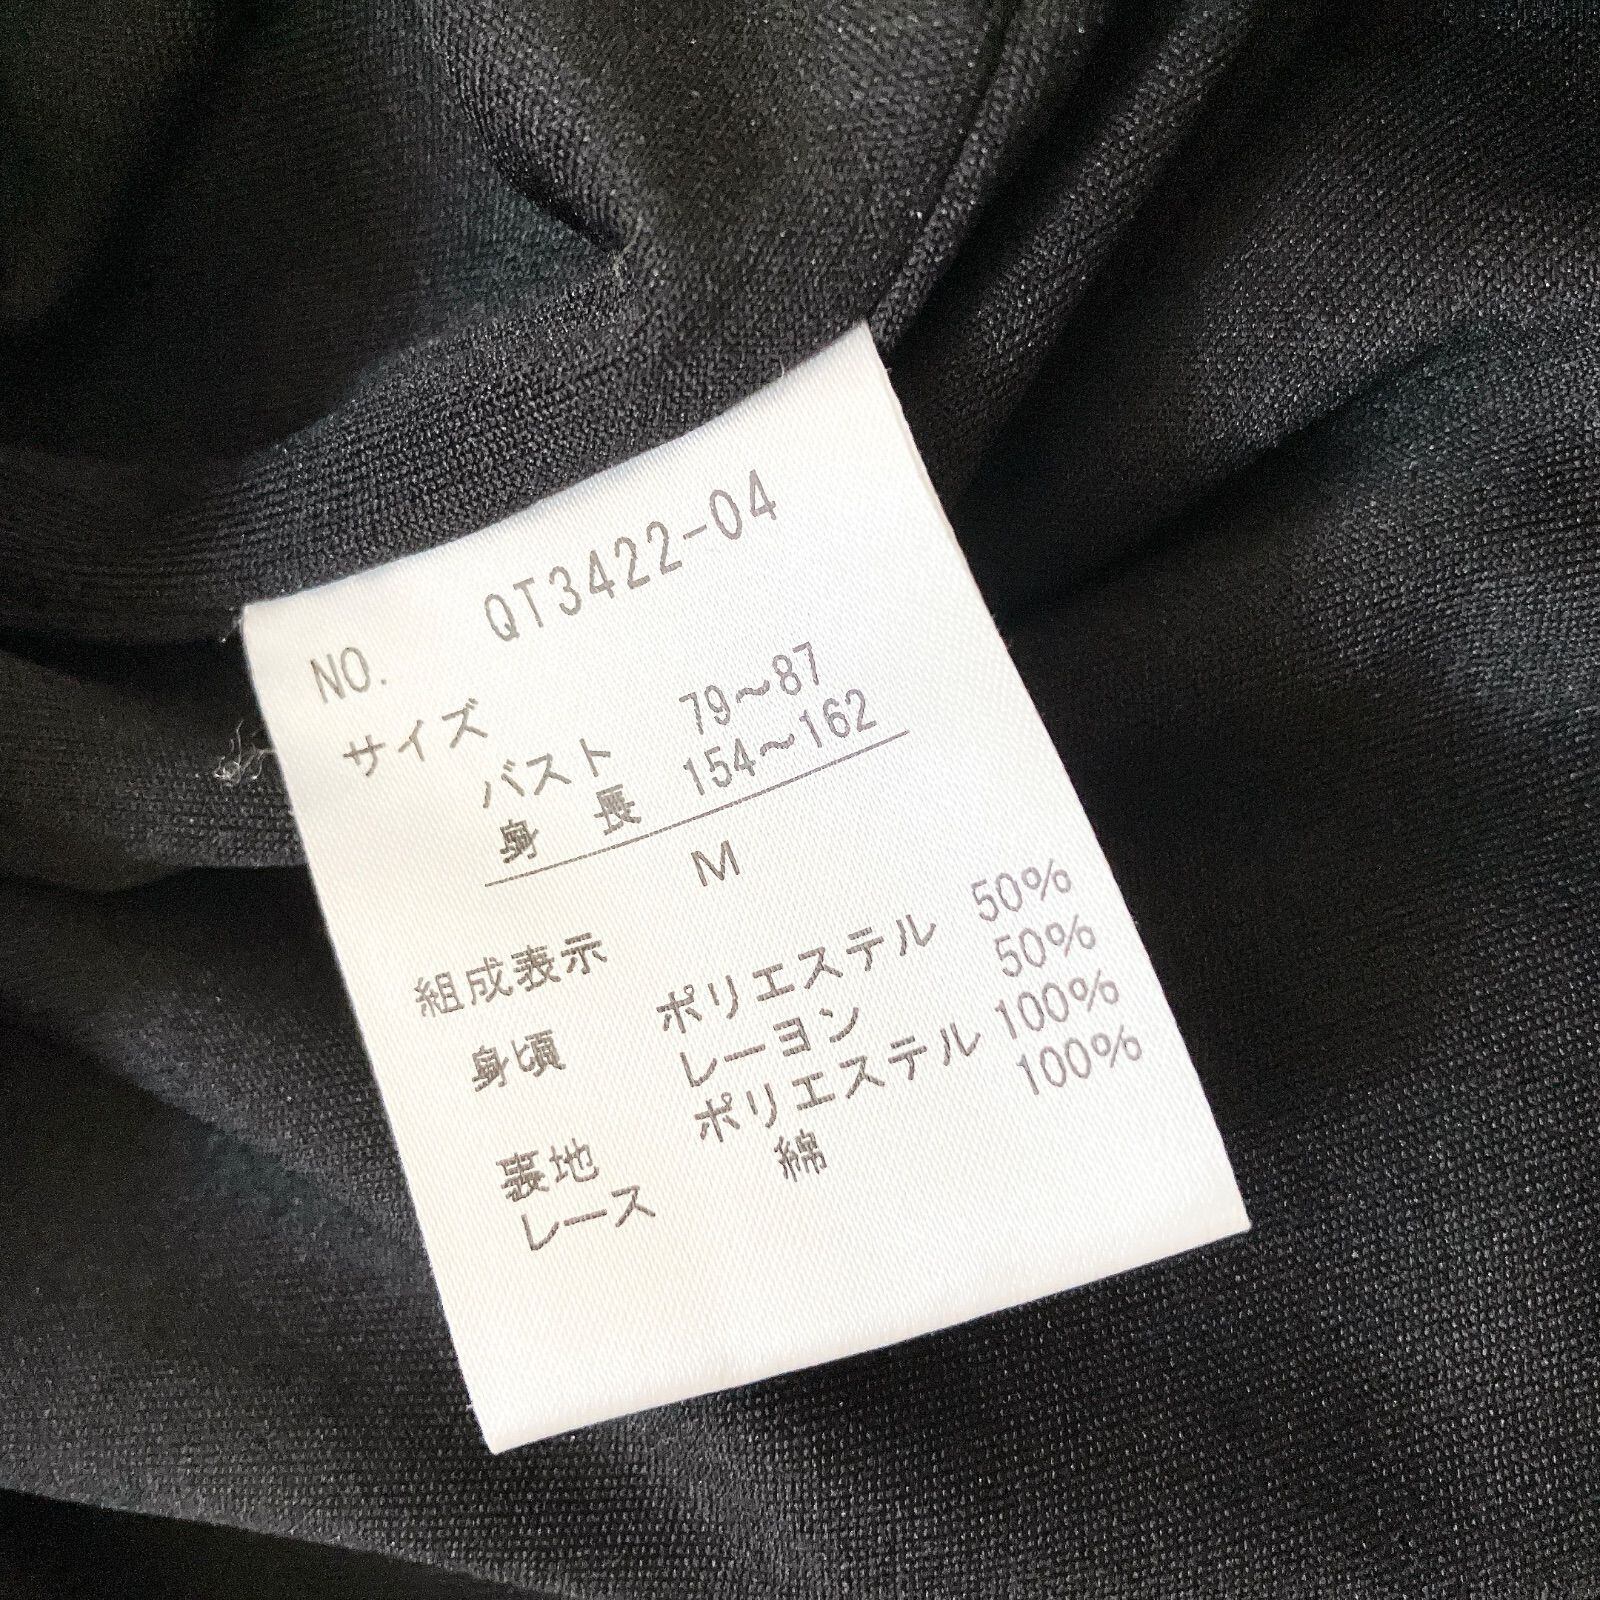 NO. QT3422-04
サイズ
バスト 79～87
身 長 154～162
M
組成表示
身頃 ポリエステル 50%
レーヨン 50%
裏地 ポリエステル 100%
レース 綿 100%